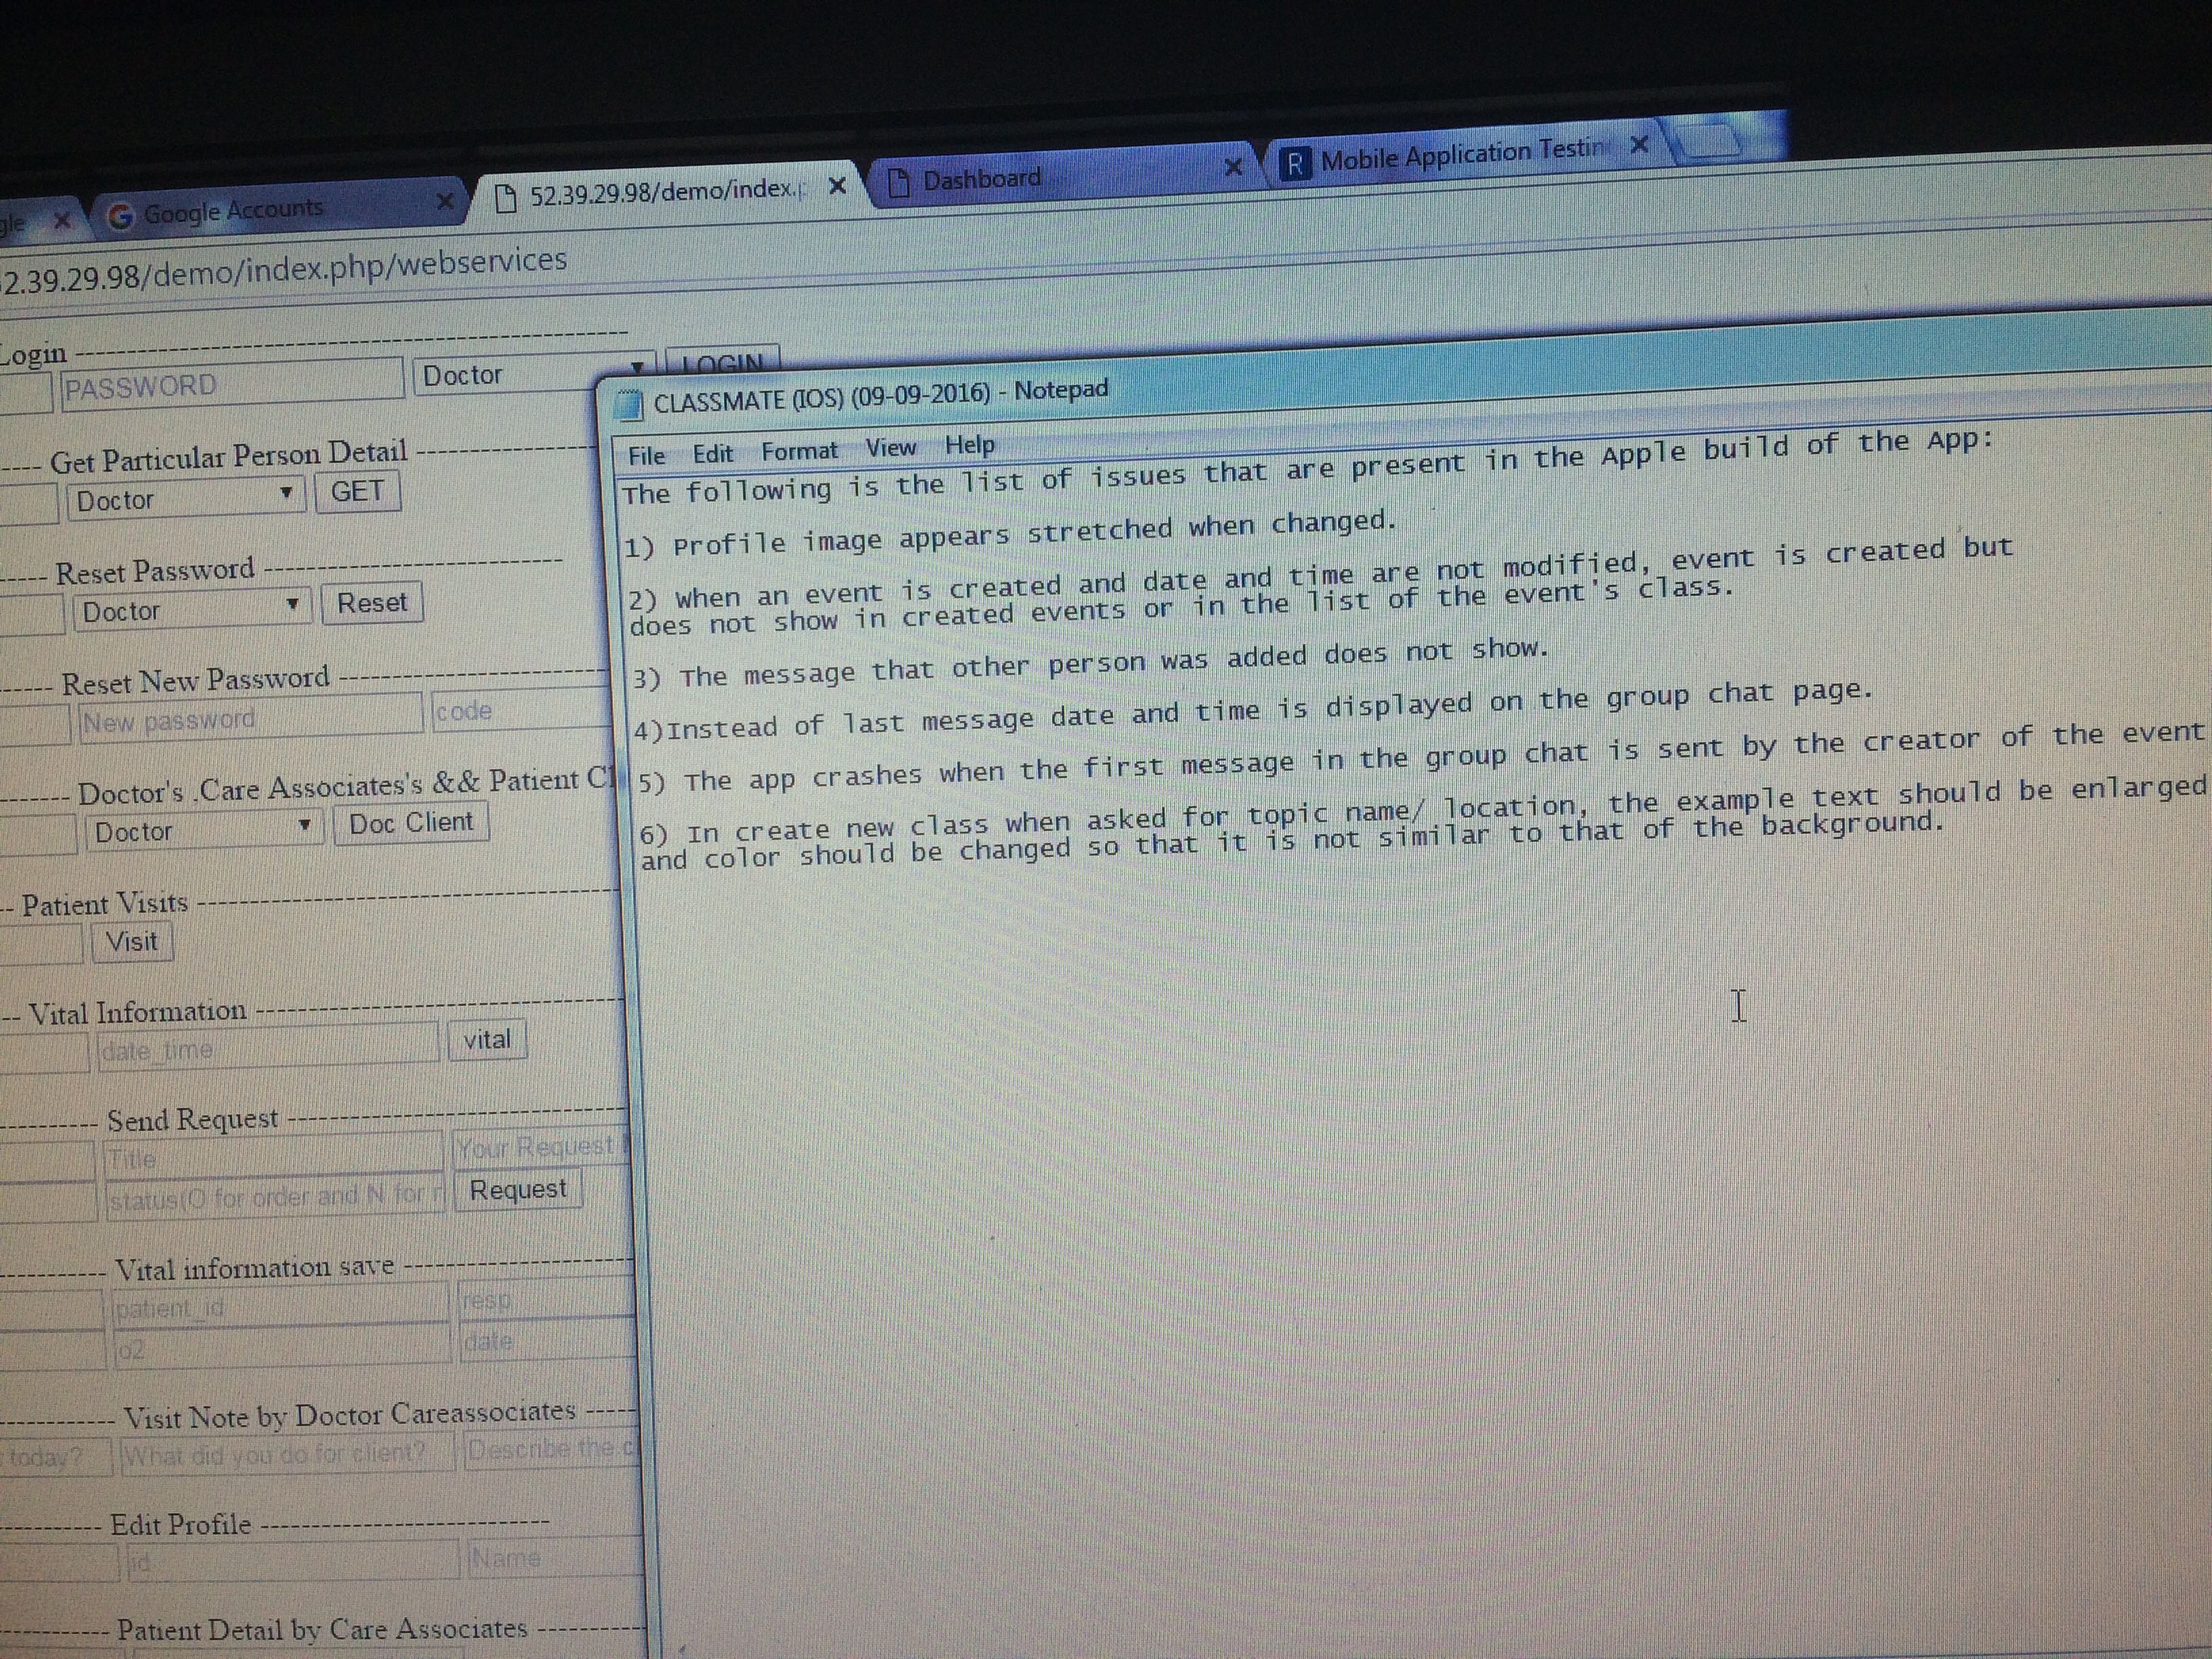 gle
Google Accounts
52.39.29.98/demo/index.p
Dashboard
R Mobile Application Testin
2.39.29.98/demo/index.php/webservices
Login --------------------------------------------
PASSWORD Doctor LOGIN
---- Get Particular Person Detail --------------
Doctor GET
----- Reset Password -------------------------
Doctor Reset
------ Reset New Password ----------------------
New password code
------- Doctor's .Care Associates's && Patient Cl
Doctor Doc Client
-- Patient Visits ---------------------------------
Visit
-- Vital Information ----------------------------
date_time vital
---------- Send Request --------------------------
Title Your Request
status(O for order and N for Request
----------- Vital information save ------------------
patient_id resp
o2 date
------------ Visit Note by Doctor Careassociates -----
today? What did you do for client? Describe the c
----------- Edit Profile ---------------------------
id Name
----------- Patient Detail by Care Associates -----------
CLASSMATE (IOS) (09-09-2016) - Notepad
File Edit Format View Help
The following is the list of issues that are present in the Apple build of the App:
1) Profile image appears stretched when changed.
2) when an event is created and date and time are not modified, event is created but
does not show in created events or in the list of the event's class.
3) The message that other person was added does not show.
4)Instead of last message date and time is displayed on the group chat page.
5) The app crashes when the first message in the group chat is sent by the creator of the event
6) In create new class when asked for topic name/ location, the example text should be enlarged
and color should be changed so that it is not similar to that of the background.